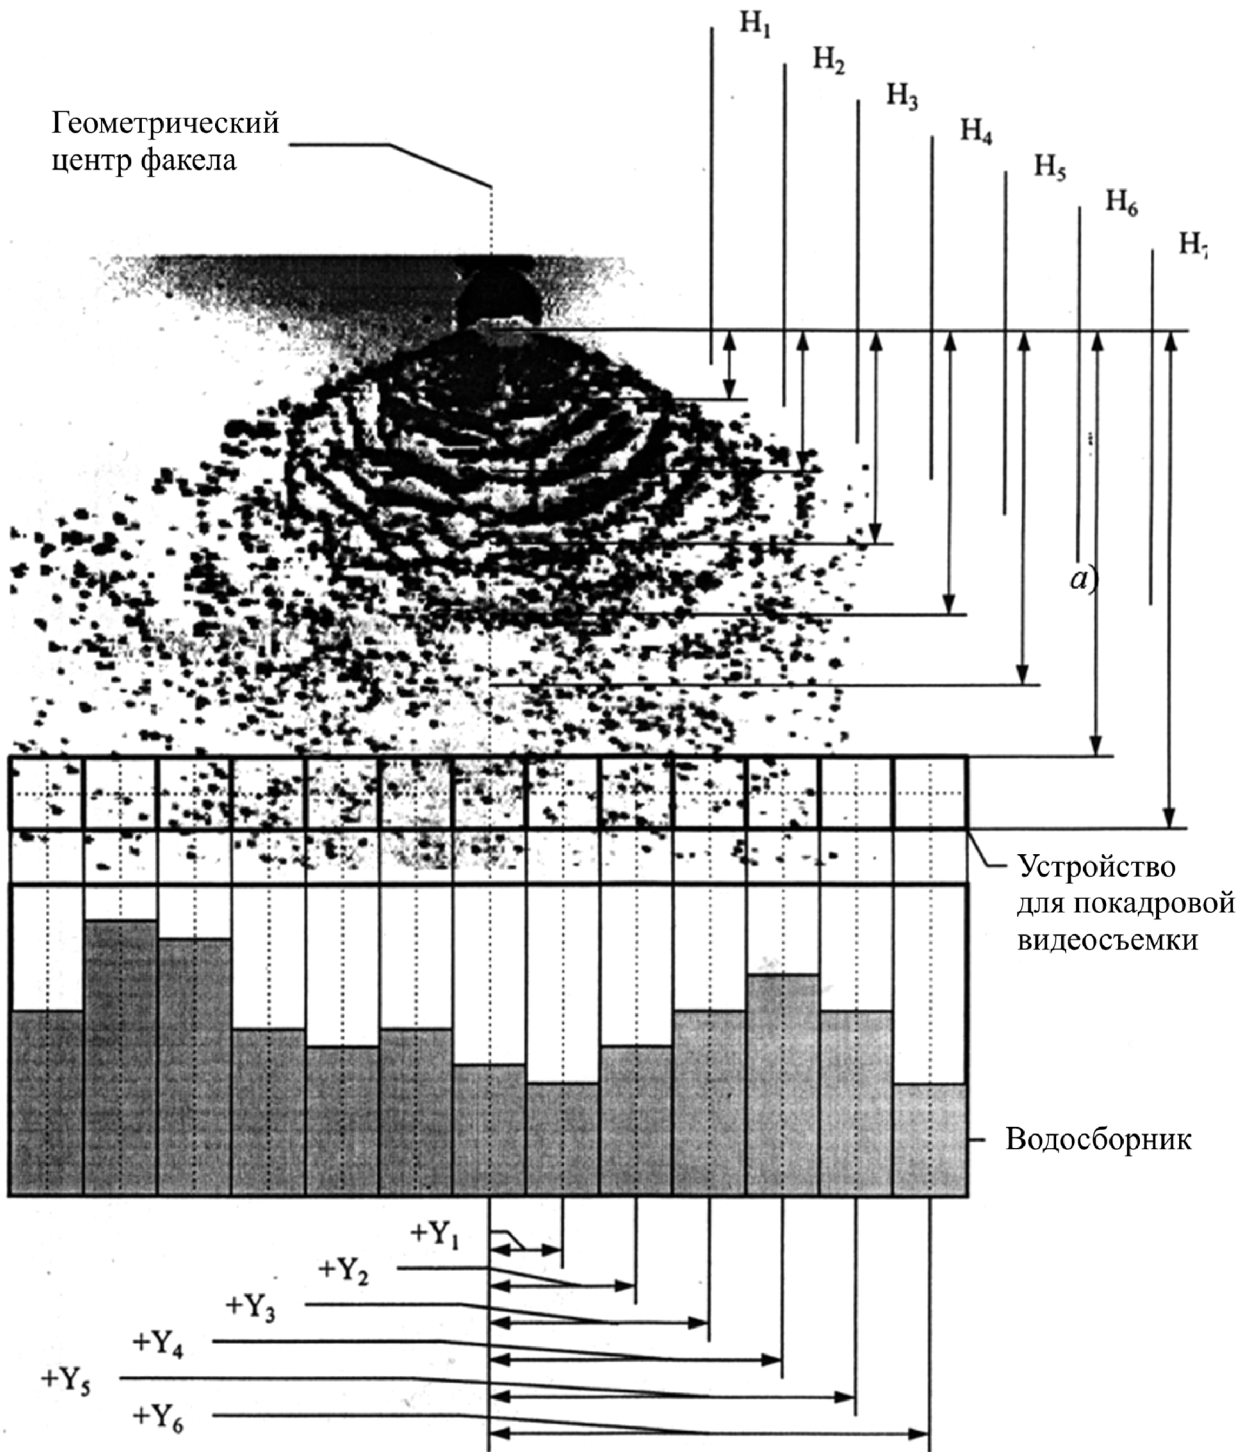 H₁
H₂
H₃
H₄
H₅
H₆
H₇
Геометрический
центр факела
а)
Устройство
для покадровой
видеосъемки
Водосборник
+Y₁
+Y₂
+Y₃
+Y₄
+Y₅
+Y₆